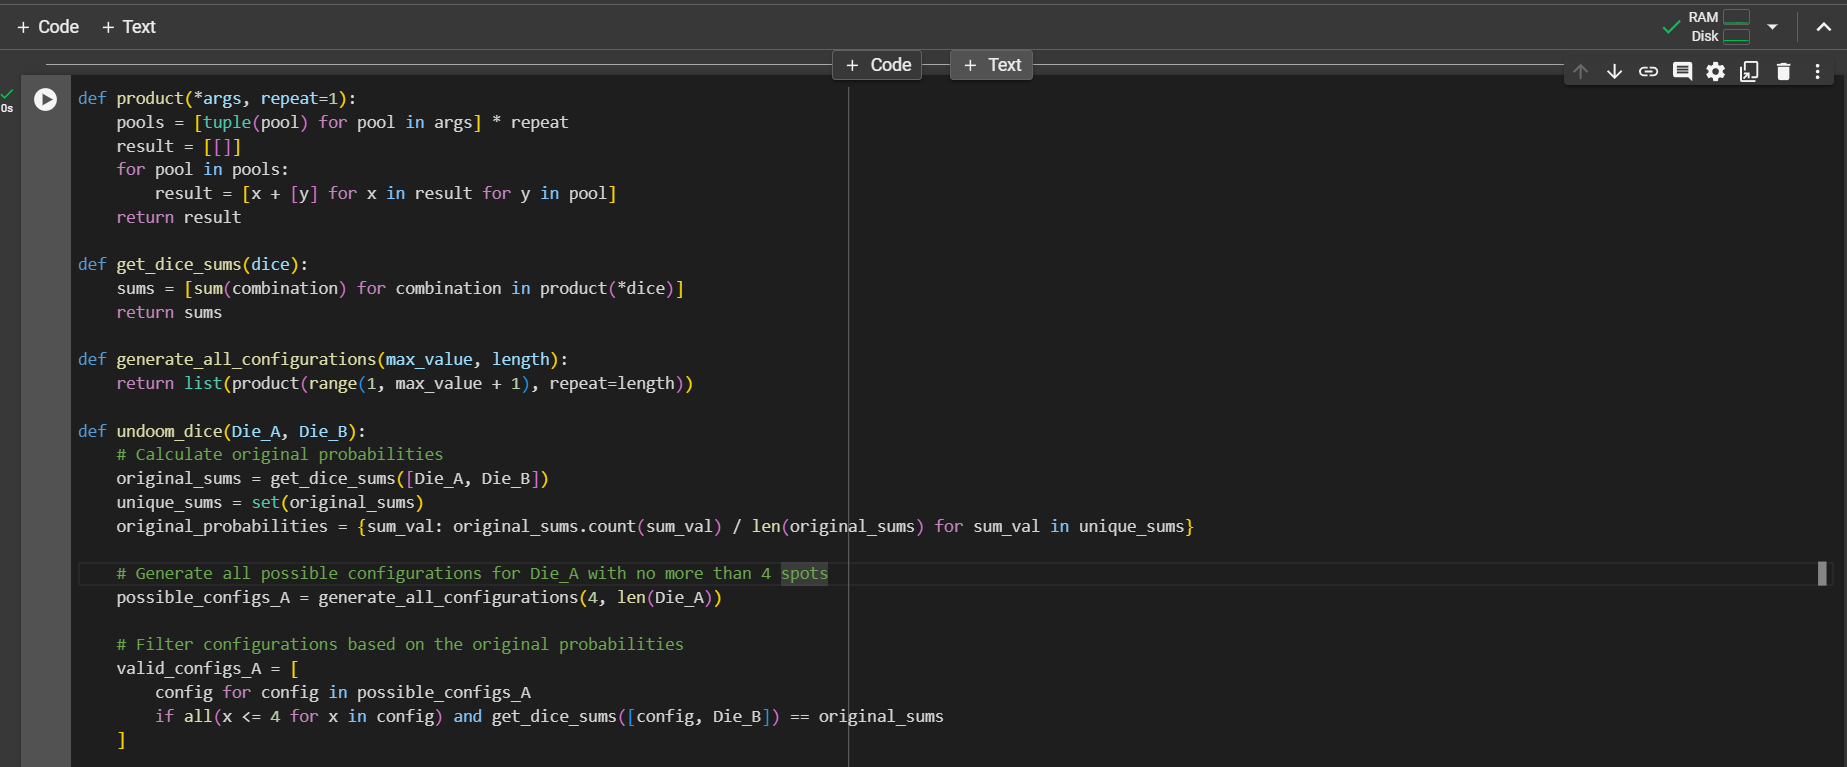 + Code + Text
RAM
Disk
+ Code + Text
0s
def product(*args, repeat=1):
    pools = [tuple(pool) for pool in args] * repeat
    result = [[]]
    for pool in pools:
        result = [x + [y] for x in result for y in pool]
    return result
def get_dice_sums(dice):
    sums = [sum(combination) for combination in product(*dice)]
    return sums
def generate_all_configurations(max_value, length):
    return list(product(range(1, max_value + 1), repeat=length))
def undoom_dice(Die_A, Die_B):
    # Calculate original probabilities
    original_sums = get_dice_sums([Die_A, Die_B])
    unique_sums = set(original_sums)
    original_probabilities = {sum_val: original_sums.count(sum_val) / len(original_sums) for sum_val in unique_sums}
    # Generate all possible configurations for Die_A with no more than 4 spots
    possible_configs_A = generate_all_configurations(4, len(Die_A))
    # Filter configurations based on the original probabilities
    valid_configs_A = [
        config for config in possible_configs_A
        if all(x <= 4 for x in config) and get_dice_sums([config, Die_B]) == original_sums
    ]